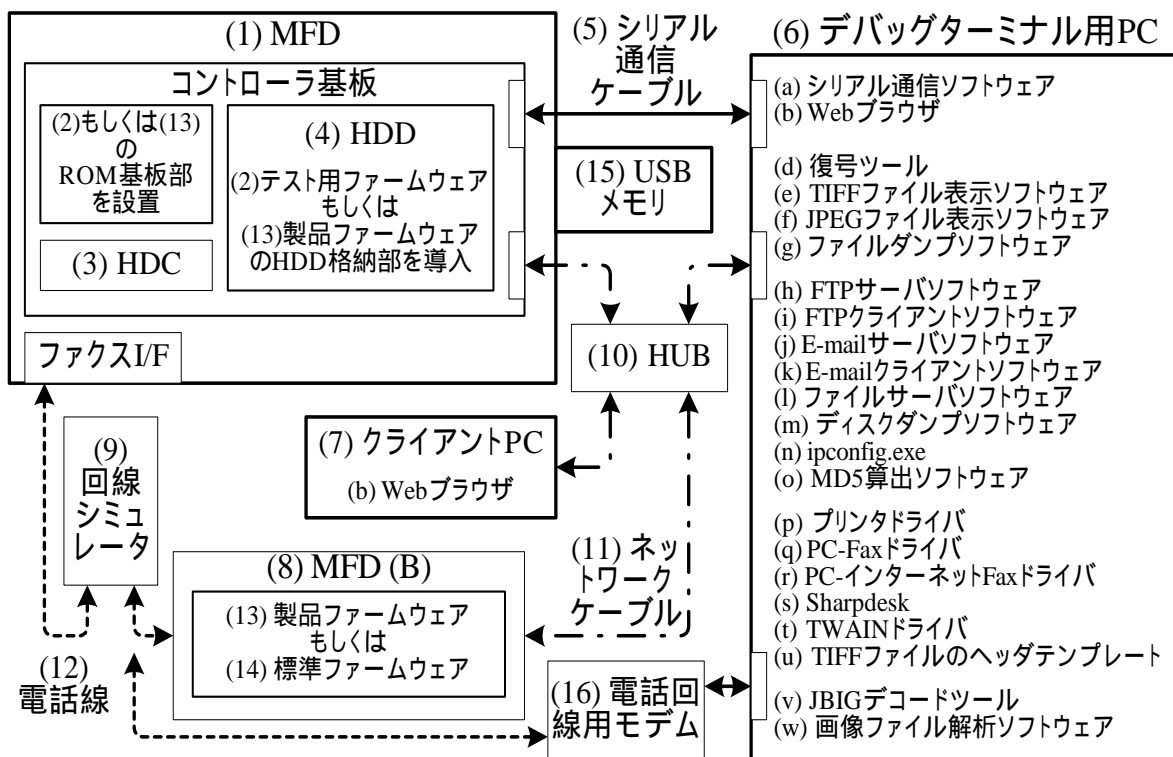 (1) MFD
コントローラ基板
(2)もしくは(13)
の
ROM基板部
を設置
(3) HDC
(4) HDD
(2)テスト用ファームウェア
もしくは
(13)製品ファームウェア
のHDD格納部を導入
ファクスI/F
(5) シリアル
通信
ケーブル
(15) USB
メモリ
(10) HUB
(7) クライアントPC
(b) Webブラウザ
(9)
回線
シミュ
レータ
(8) MFD (B)
(13) 製品ファームウェア
もしくは
(14) 標準ファームウェア
(11) ネッ
トワーク
ケーブル
(12)
電話線
(16) 電話回
線用モデム
(6) デバッグターミナル用PC
(a) シリアル通信ソフトウェア
(b) Webブラウザ
(d) 復号ツール
(e) TIFFファイル表示ソフトウェア
(f) JPEGファイル表示ソフトウェア
(g) ファイルダンプソフトウェア
(h) FTPサーバソフトウェア
(i) FTPクライアントソフトウェア
(j) E-mailサーバソフトウェア
(k) E-mailクライアントソフトウェア
(l) ファイルサーバソフトウェア
(m) ディスクダンプソフトウェア
(n) ipconfig.exe
(o) MD5算出ソフトウェア
(p) プリンタドライバ
(q) PC-Faxドライバ
(r) PC-インターネットFaxドライバ
(s) Sharpdesk
(t) TWAINドライバ
(u) TIFFファイルのヘッダテンプレート
(v) JBIGデコードツール
(w) 画像ファイル解析ソフトウェア